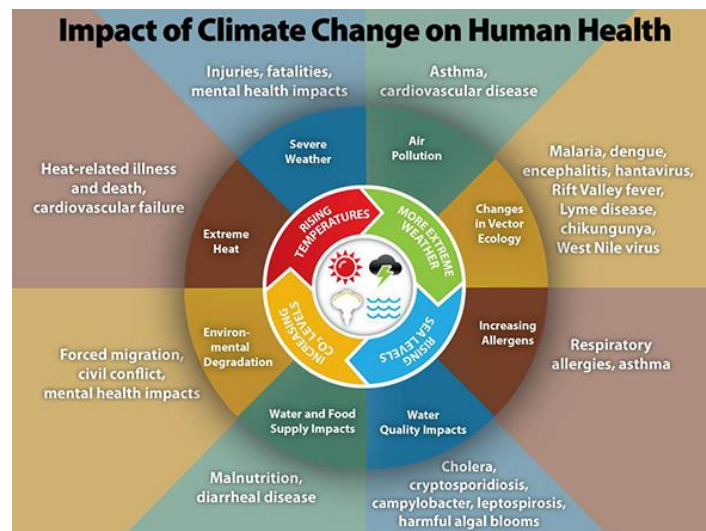 Impact of Climate Change on Human Health
Injuries, fatalities,
mental health impacts
Asthma,
cardiovascular disease
Severe
Weather
Air
Pollution
Heat-related illness
and death,
cardiovascular failure
Malaria, dengue,
encephalitis, hantavirus,
Rift Valley fever,
Lyme disease,
chikungunya,
West Nile virus
Extreme
Heat
RISING
TEMPERATURES
MORE EXTREME
WEATHER
Changes
in Vector
Ecology
Environ-
mental
Degradation
INCREASING
CO₂ LEVELS
RISING
SEA LEVELS
Increasing
Allergens
Forced migration,
civil conflict,
mental health impacts
Respiratory
allergies, asthma
Water and Food
Supply Impacts
Water
Quality Impacts
Malnutrition,
diarrheal disease
Cholera,
cryptosporidiosis,
campylobacter, leptospirosis,
harmful algal blooms